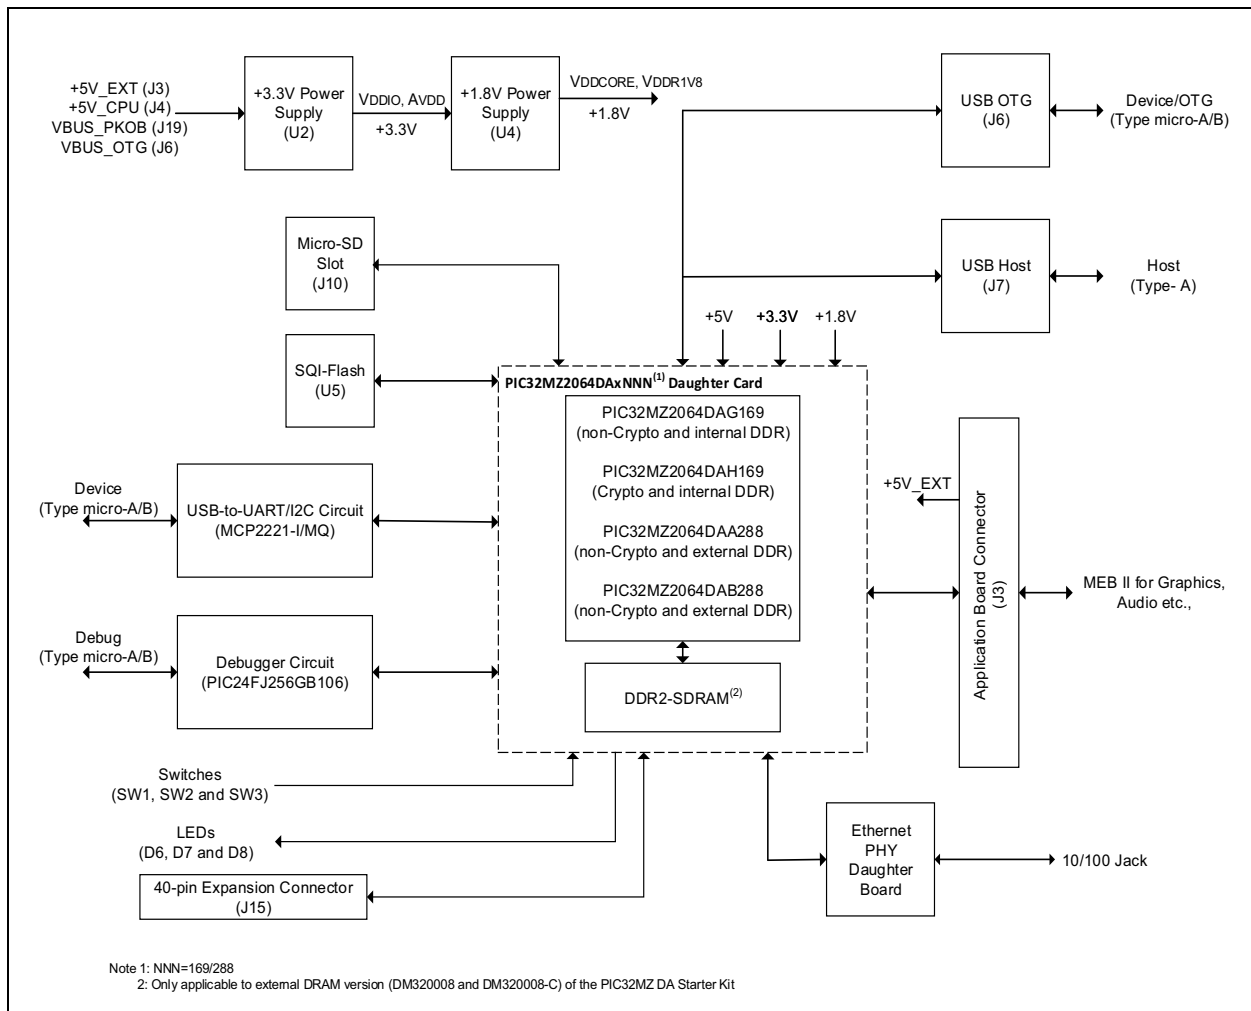 +5V_EXT (J3)
+5V_CPU (J4)
VBUS_PKOB (J19)
VBUS_OTG (J6)
+3.3V Power
Supply
(U2)
VDDIO, AVDD
+3.3V
+1.8V Power
Supply
(U4)
VDDCORE, VDDR1V8
+1.8V
USB OTG
(J6)
Device/OTG
(Type micro-A/B)
Micro-SD
Slot
(J10)
USB Host
(J7)
Host
(Type- A)
+5V
+3.3V
+1.8V
SQI-Flash
(U5)
PIC32MZ2064DAxNNN(1) Daughter Card
PIC32MZ2064DAG169
(non-Crypto and internal DDR)
PIC32MZ2064DAH169
(Crypto and internal DDR)
PIC32MZ2064DAA288
(non-Crypto and external DDR)
PIC32MZ2064DAB288
(non-Crypto and external DDR)
DDR2-SDRAM(2)
Device
(Type micro-A/B)
USB-to-UART/I2C Circuit
(MCP2221-I/MQ)
Debug
(Type micro-A/B)
Debugger Circuit
(PIC24FJ256GB106)
+5V_EXT
Application Board Connector
(J3)
MEB II for Graphics,
Audio etc.,
Switches
(SW1, SW2 and SW3)
LEDs
(D6, D7 and D8)
40-pin Expansion Connector
(J15)
Ethernet
PHY
Daughter
Board
10/100 Jack
Note 1: NNN=169/288
2: Only applicable to external DRAM version (DM320008 and DM320008-C) of the PIC32MZ DA Starter Kit